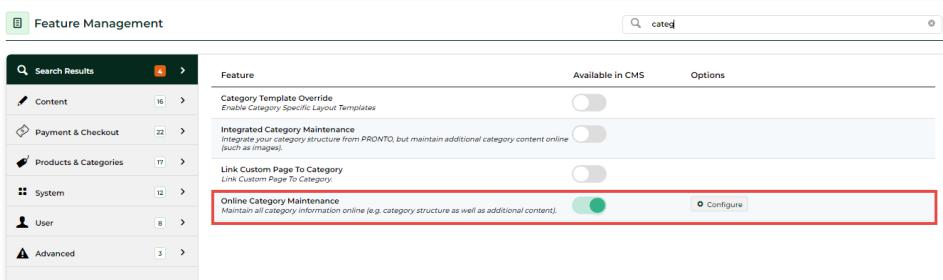 Feature Management
categ
Search Results 4
Content 16
Payment & Checkout 22
Products & Categories 17
System 12
User 8
Advanced 3
Feature Available in CMS Options
Category Template Override
Enable Category Specific Layout Templates
Integrated Category Maintenance
Integrate your category structure from PRONTO, but maintain additional category content online
(such as images).
Link Custom Page To Category
Link Custom Page To Category.
Online Category Maintenance
Maintain all category information online (e.g. category structure as well as additional content).
Configure